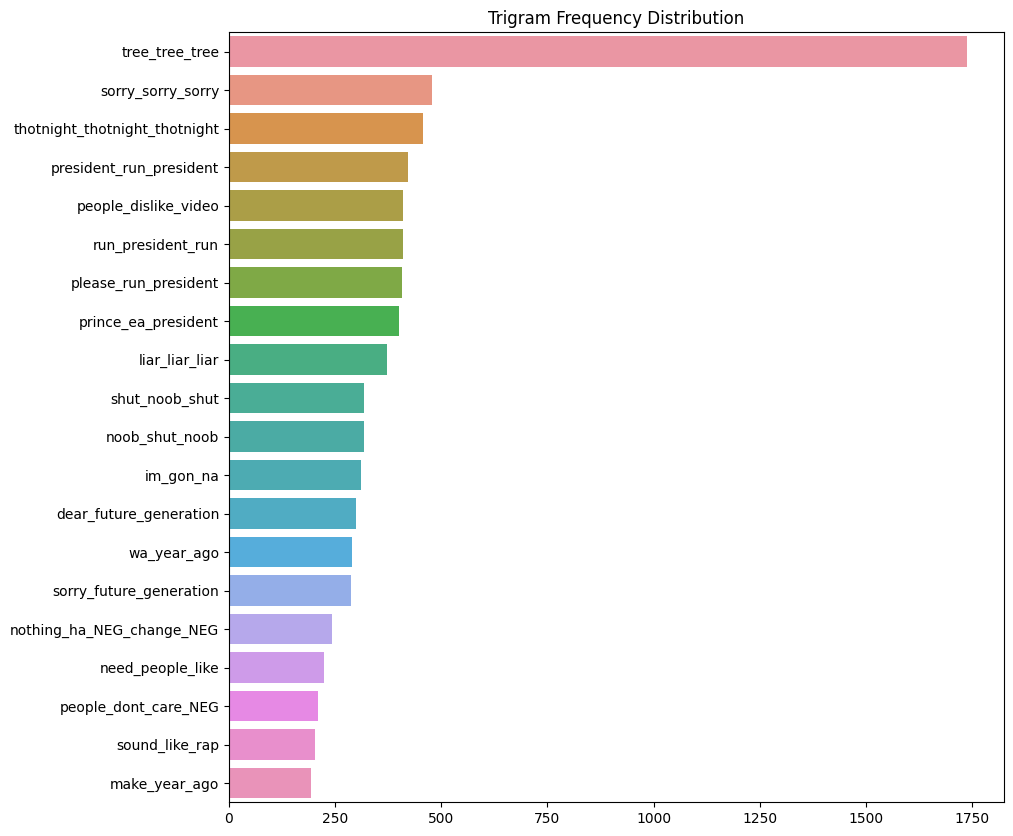 Trigram Frequency Distribution
tree_tree_tree
sorry_sorry_sorry
thotnight_thotnight_thotnight
president_run_president
people_dislike_video
run_president_run
please_run_president
prince_ea_president
liar_liar_liar
shut_noob_shut
noob_shut_noob
im_gon_na
dear_future_generation
wa_year_ago
sorry_future_generation
nothing_ha_NEG_change_NEG
need_people_like
people_dont_care_NEG
sound_like_rap
make_year_ago
0 250 500 750 1000 1250 1500 1750